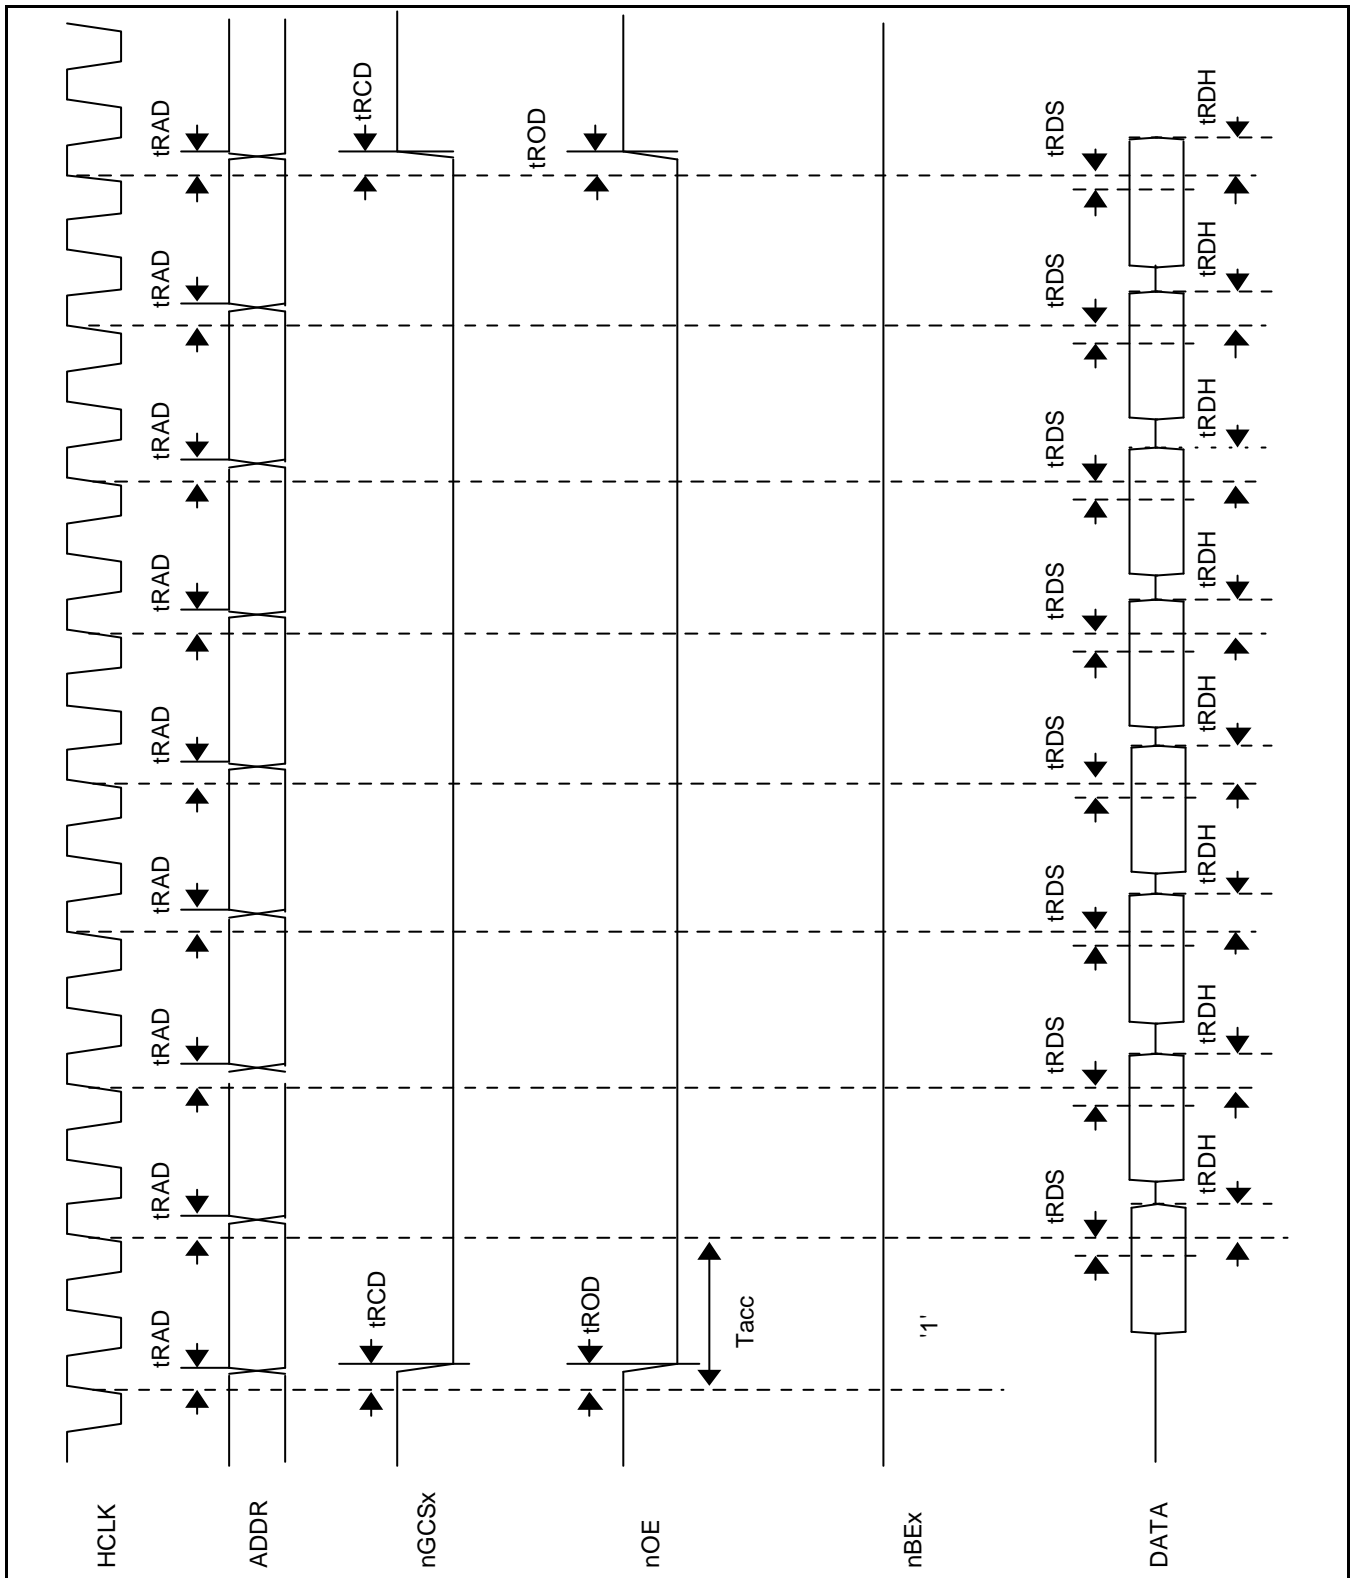 HCLK
tRAD tRAD tRAD tRAD tRAD tRAD tRAD tRAD tRAD
ADDR
tRCD tRCD
nGCSx
tROD tROD
nOE
Tacc
nBEx '1'
tRDS tRDS tRDS tRDS tRDS tRDS tRDS tRDS
DATA
tRDH tRDH tRDH tRDH tRDH tRDH tRDH tRDH